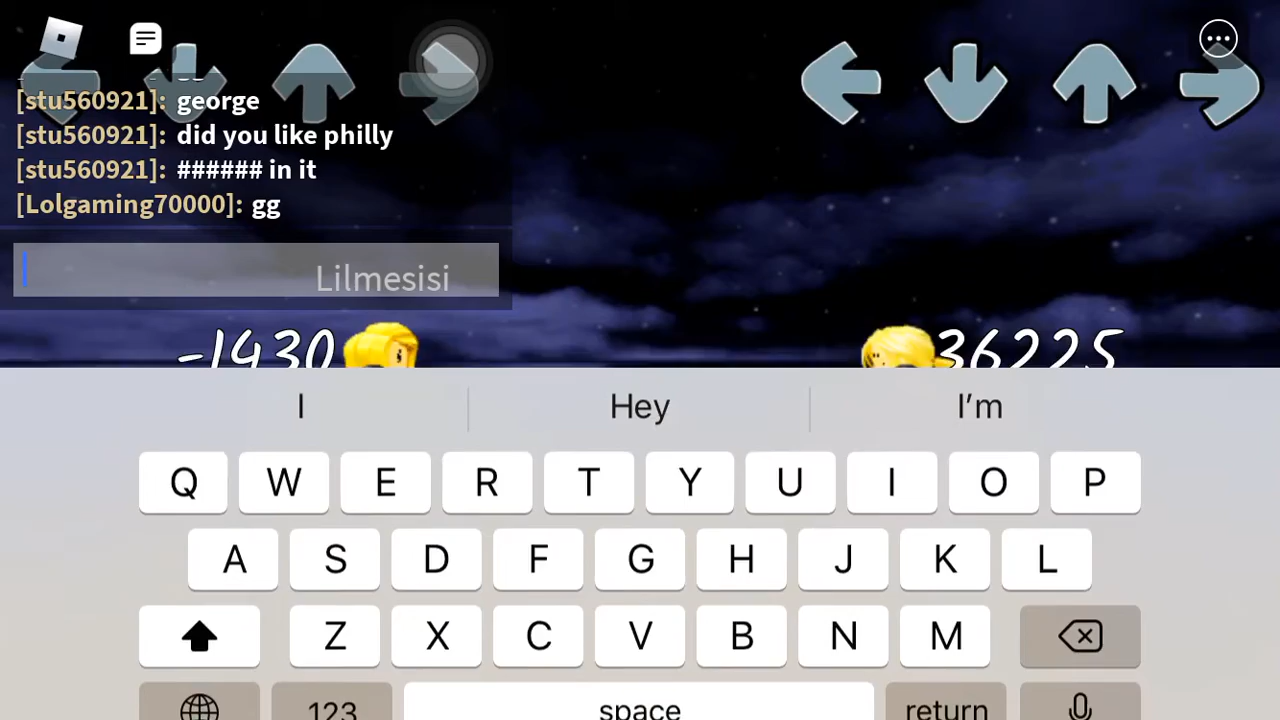 [stu560921]: george
[stu560921]: did you like philly
[stu560921]: ###### in it
[Lolgaming70000]: gg
Lilmesisi
-1430
36225
I Hey I'm
Q W E R T Y U I O P
A S D F G H J K L
Z X C V B N M
123 space return